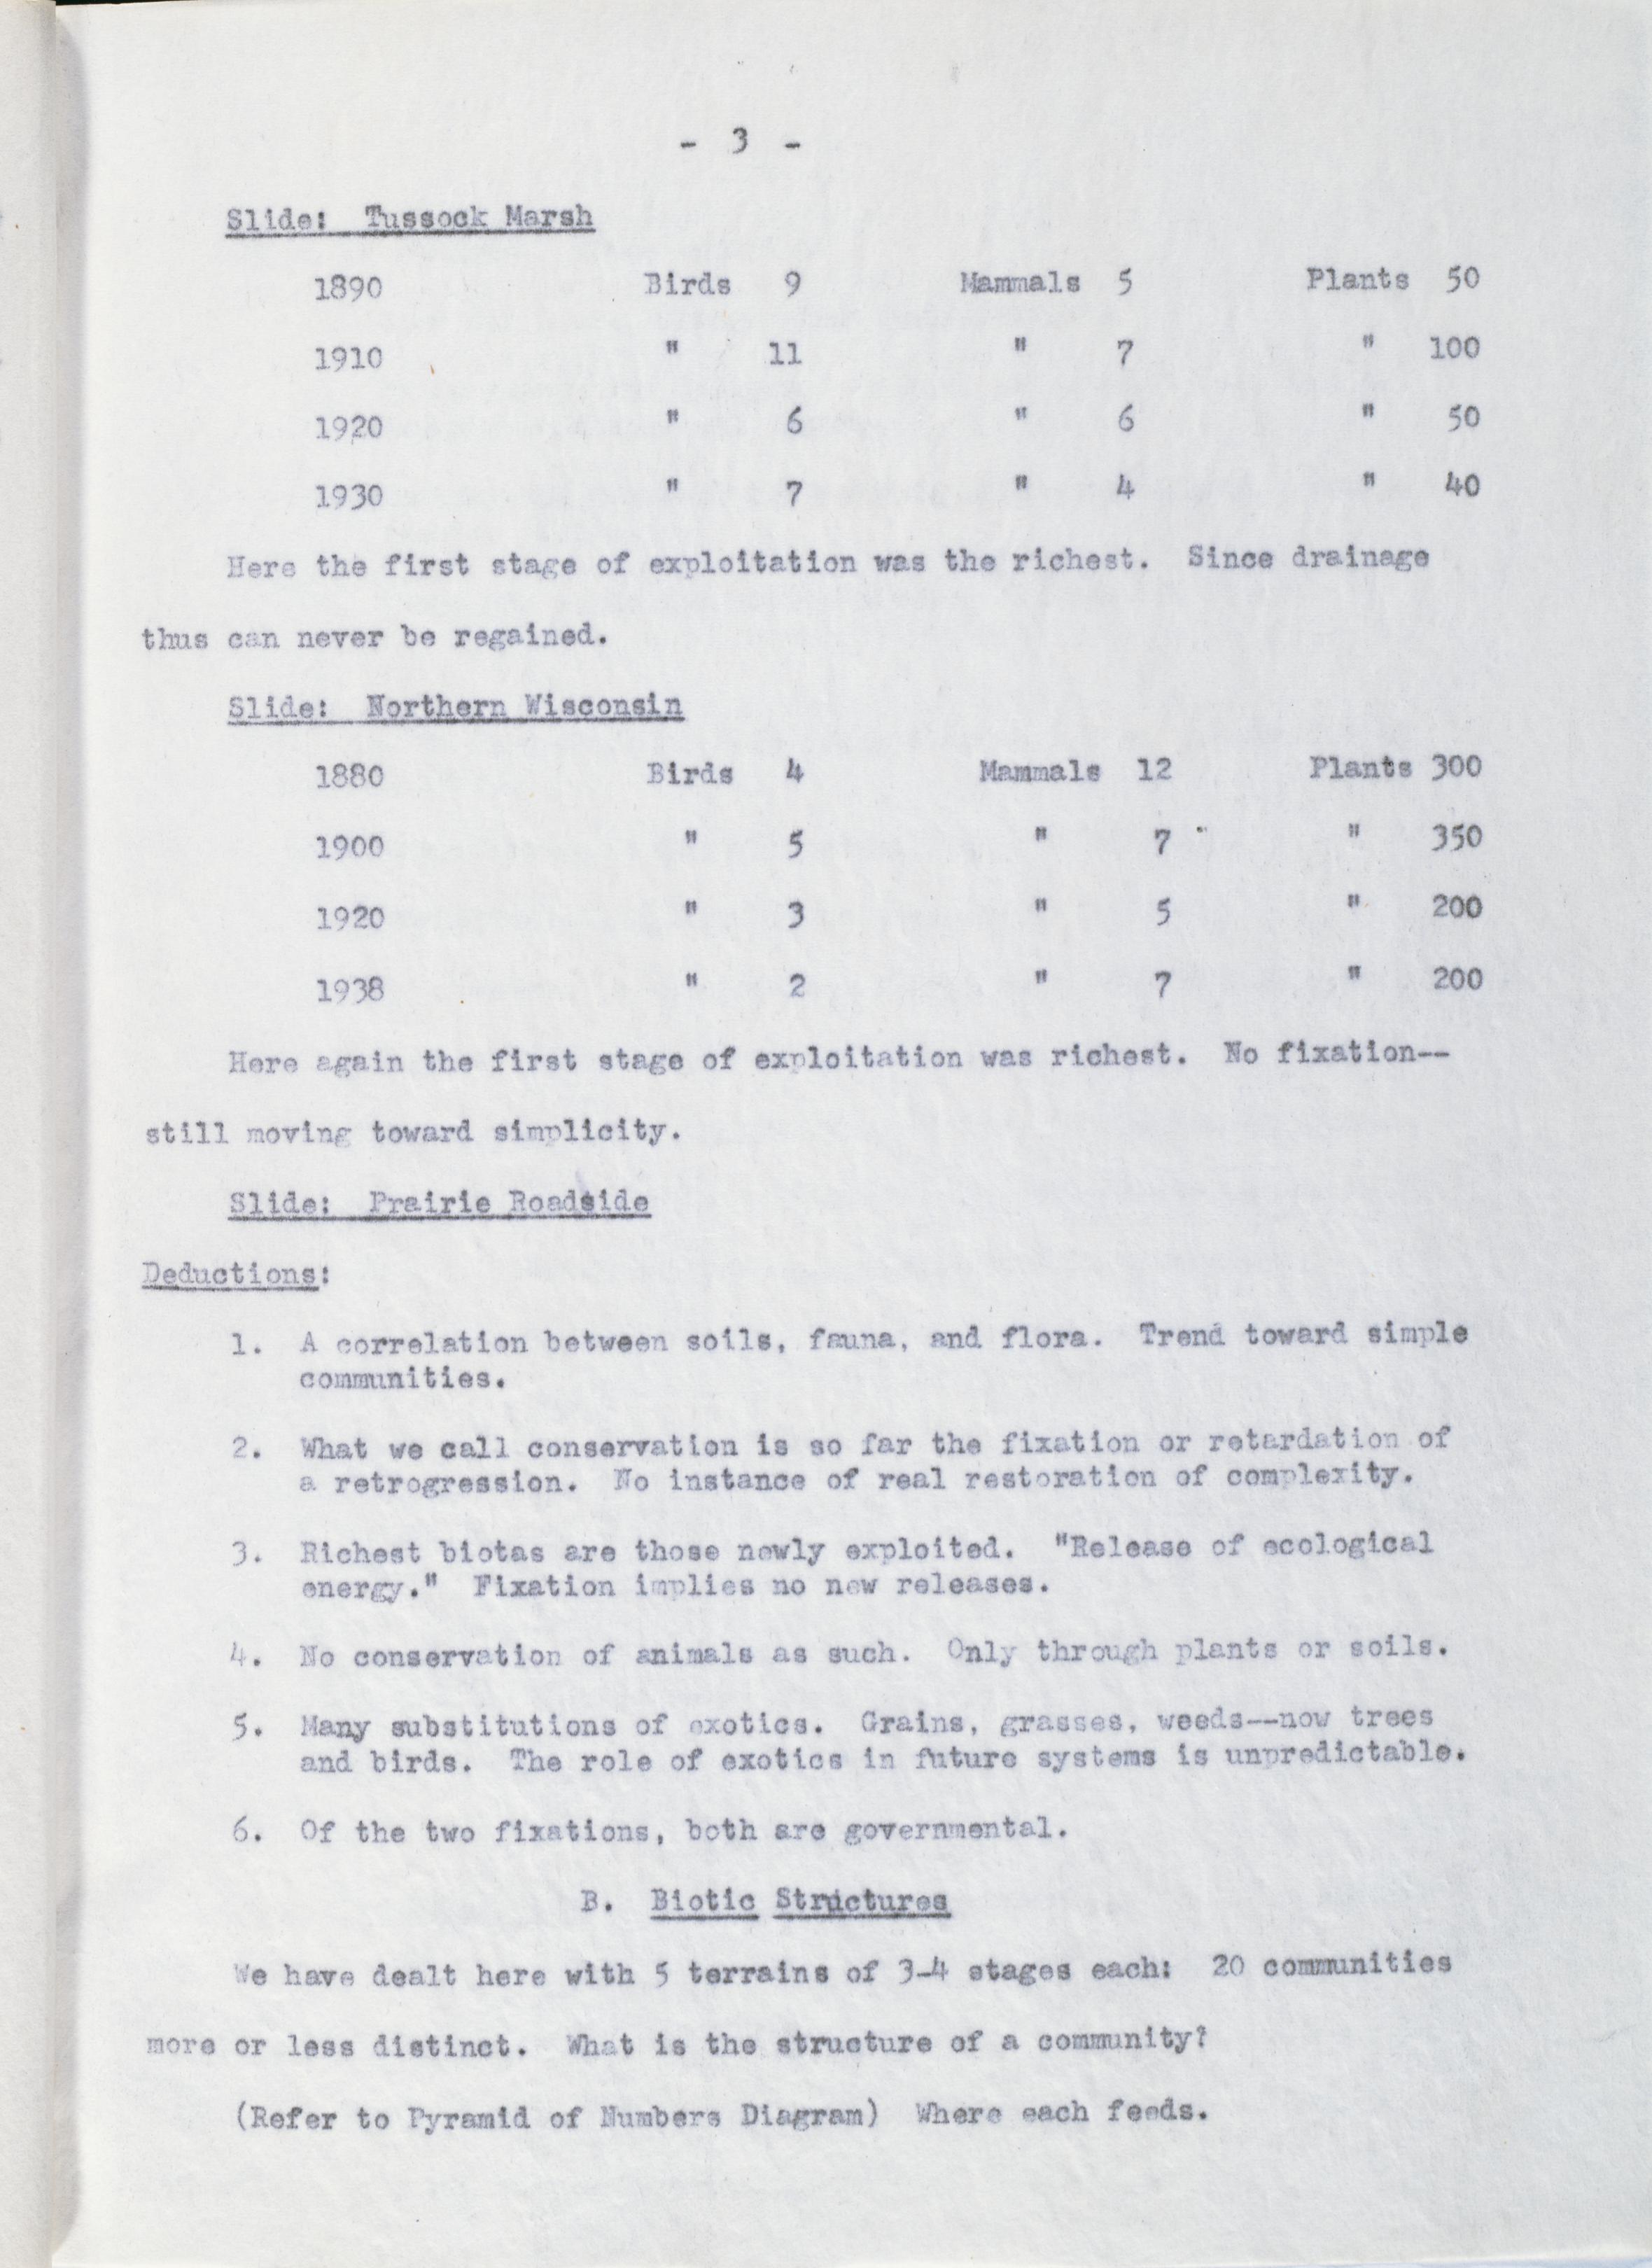 - 3 -
Slide: Tussock Marsh
1890 Birds 9 Mammals 5 Plants 50
1910 " 11 " 7 " 100
1920 " 6 " 6 " 50
1930 " 7 " 4 " 40
Here the first stage of exploitation was the richest. Since drainage
thus can never be regained.
Slide: Northern Wisconsin
1880 Birds 4 Mammals 12 Plants 300
1900 " 5 " 7 " 350
1920 " 3 " 5 " 200
1938 " 2 " 7 " 200
Here again the first stage of exploitation was richest. No fixation--
still moving toward simplicity.
Slide: Prairie Roadside
Deductions:
1. A correlation between soils, fauna, and flora. Trend toward simple
communities.
2. What we call conservation is so far the fixation or retardation of
a retrogression. No instance of real restoration of complexity.
3. Richest biotas are those newly exploited. "Release of ecological
energy." Fixation implies no new releases.
4. No conservation of animals as such. Only through plants or soils.
5. Many substitutions of exotics. Grains, grasses, weeds--now trees
and birds. The role of exotics in future systems is unpredictable.
6. Of the two fixations, both are governmental.
B. Biotic Structures
We have dealt here with 5 terrains of 3-4 stages each: 20 communities
more or less distinct. What is the structure of a community?
(Refer to Pyramid of Numbers Diagram) Where each feeds.